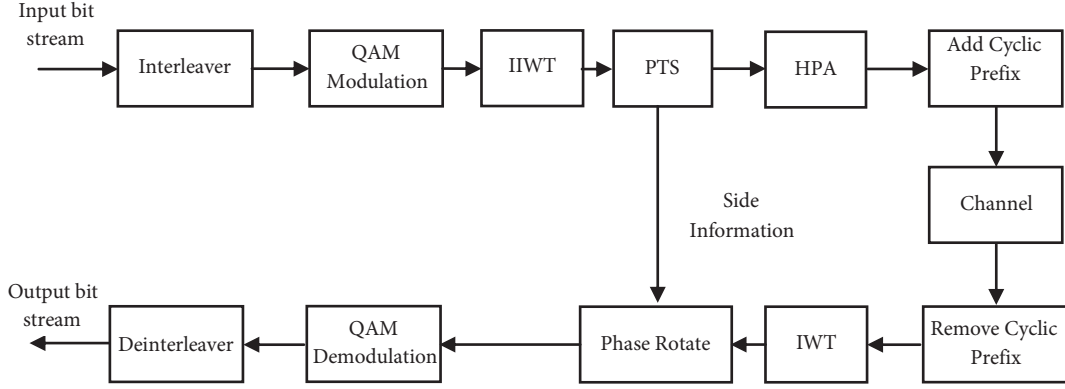 Input bit
stream
Interleaver
QAM
Modulation
IIWT
PTS
HPA
Add Cyclic
Prefix
Channel
Side
Information
Output bit
stream
Deinterleaver
QAM
Demodulation
Phase Rotate
IWT
Remove Cyclic
Prefix